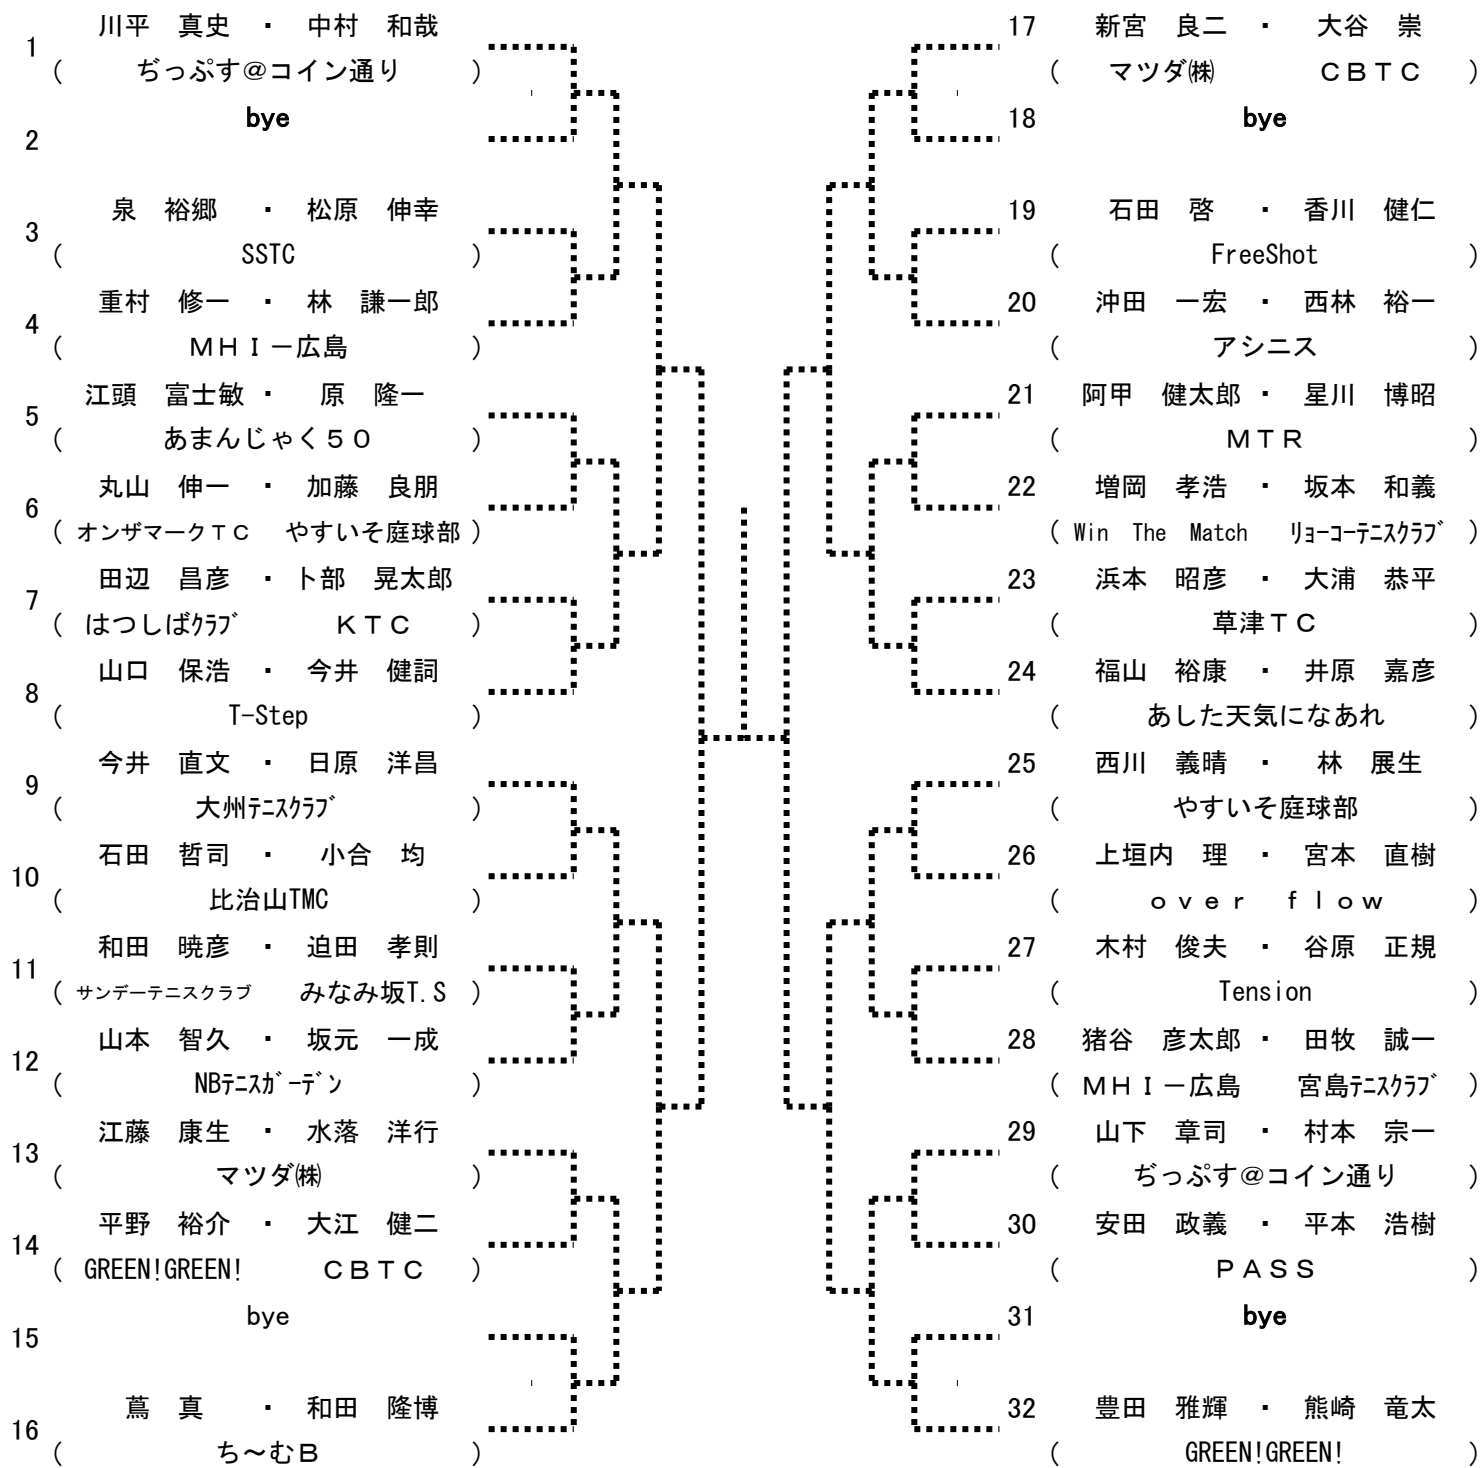 1 川平 真史 ・ 中村 和哉
( ぢっぷす@コイン通り )
2 bye
3 泉 裕郷 ・ 松原 伸幸
( SSTC )
4 重村 修一 ・ 林 謙一郎
( MHI-広島 )
5 江頭 富士敏 ・ 原 隆一
( あまんじゃく50 )
6 丸山 伸一 ・ 加藤 良朋
( オンザマークTC やすいそ庭球部 )
7 田辺 昌彦 ・ 卜部 晃太郎
( はつしばクラブ KTC )
8 山口 保浩 ・ 今井 健詞
( T-Step )
9 今井 直文 ・ 日原 洋昌
( 大州テニスクラブ )
10 石田 哲司 ・ 小合 均
( 比治山TMC )
11 和田 暁彦 ・ 迫田 孝則
( サンデーテニスクラブ みなみ坂T.S )
12 山本 智久 ・ 坂元 一成
( NBテニスガーデン )
13 江藤 康生 ・ 水落 洋行
( マツダ㈱ )
14 平野 裕介 ・ 大江 健二
( GREEN!GREEN! CBTC )
15 bye
16 蔦 真 ・ 和田 隆博
( ち～むB )
17 新宮 良二 ・ 大谷 崇
( マツダ㈱ CBTC )
18 bye
19 石田 啓 ・ 香川 健仁
( FreeShot )
20 沖田 一宏 ・ 西林 裕一
( アシニス )
21 阿甲 健太郎 ・ 星川 博昭
( MTR )
22 増岡 孝浩 ・ 坂本 和義
( Win The Match リョーコーテニスクラブ )
23 浜本 昭彦 ・ 大浦 恭平
( 草津TC )
24 福山 裕康 ・ 井原 嘉彦
( あした天気になあれ )
25 西川 義晴 ・ 林 展生
( やすいそ庭球部 )
26 上垣内 理 ・ 宮本 直樹
( over flow )
27 木村 俊夫 ・ 谷原 正規
( Tension )
28 猪谷 彦太郎 ・ 田牧 誠一
( MHI-広島 宮島テニスクラブ )
29 山下 章司 ・ 村本 宗一
( ぢっぷす@コイン通り )
30 安田 政義 ・ 平本 浩樹
( PASS )
31 bye
32 豊田 雅輝 ・ 熊崎 竜太
( GREEN!GREEN! )